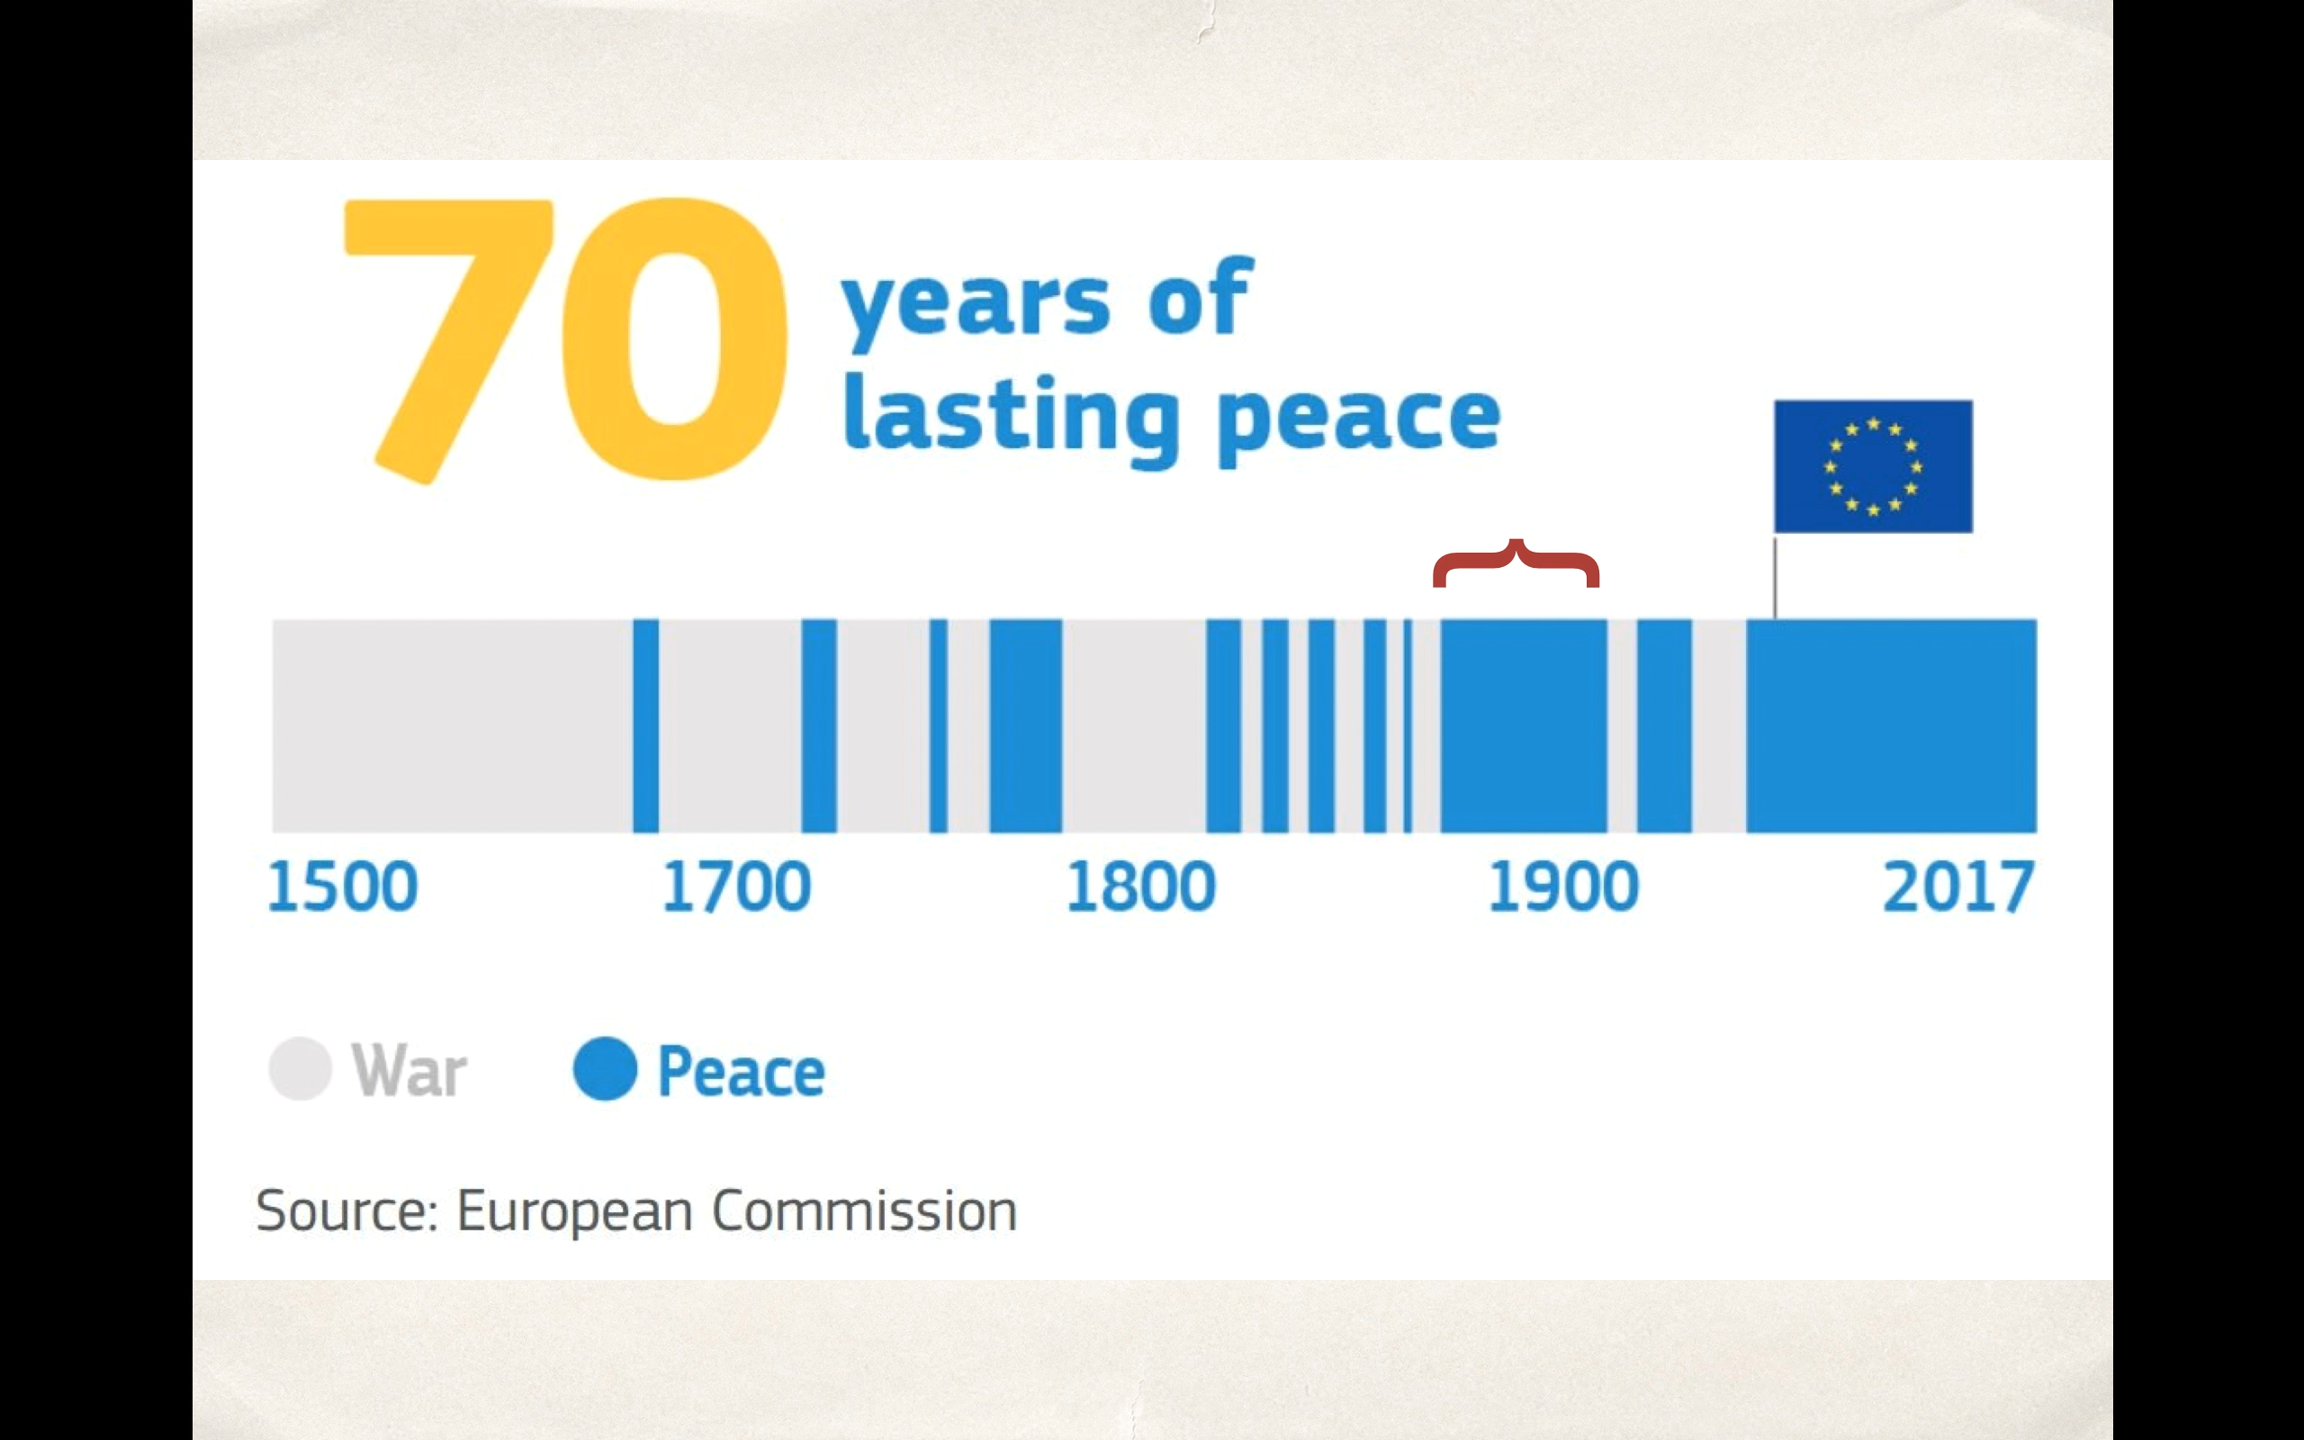 70 years of
lasting peace
1500 1700 1800 1900 2017
War Peace
Source: European Commission